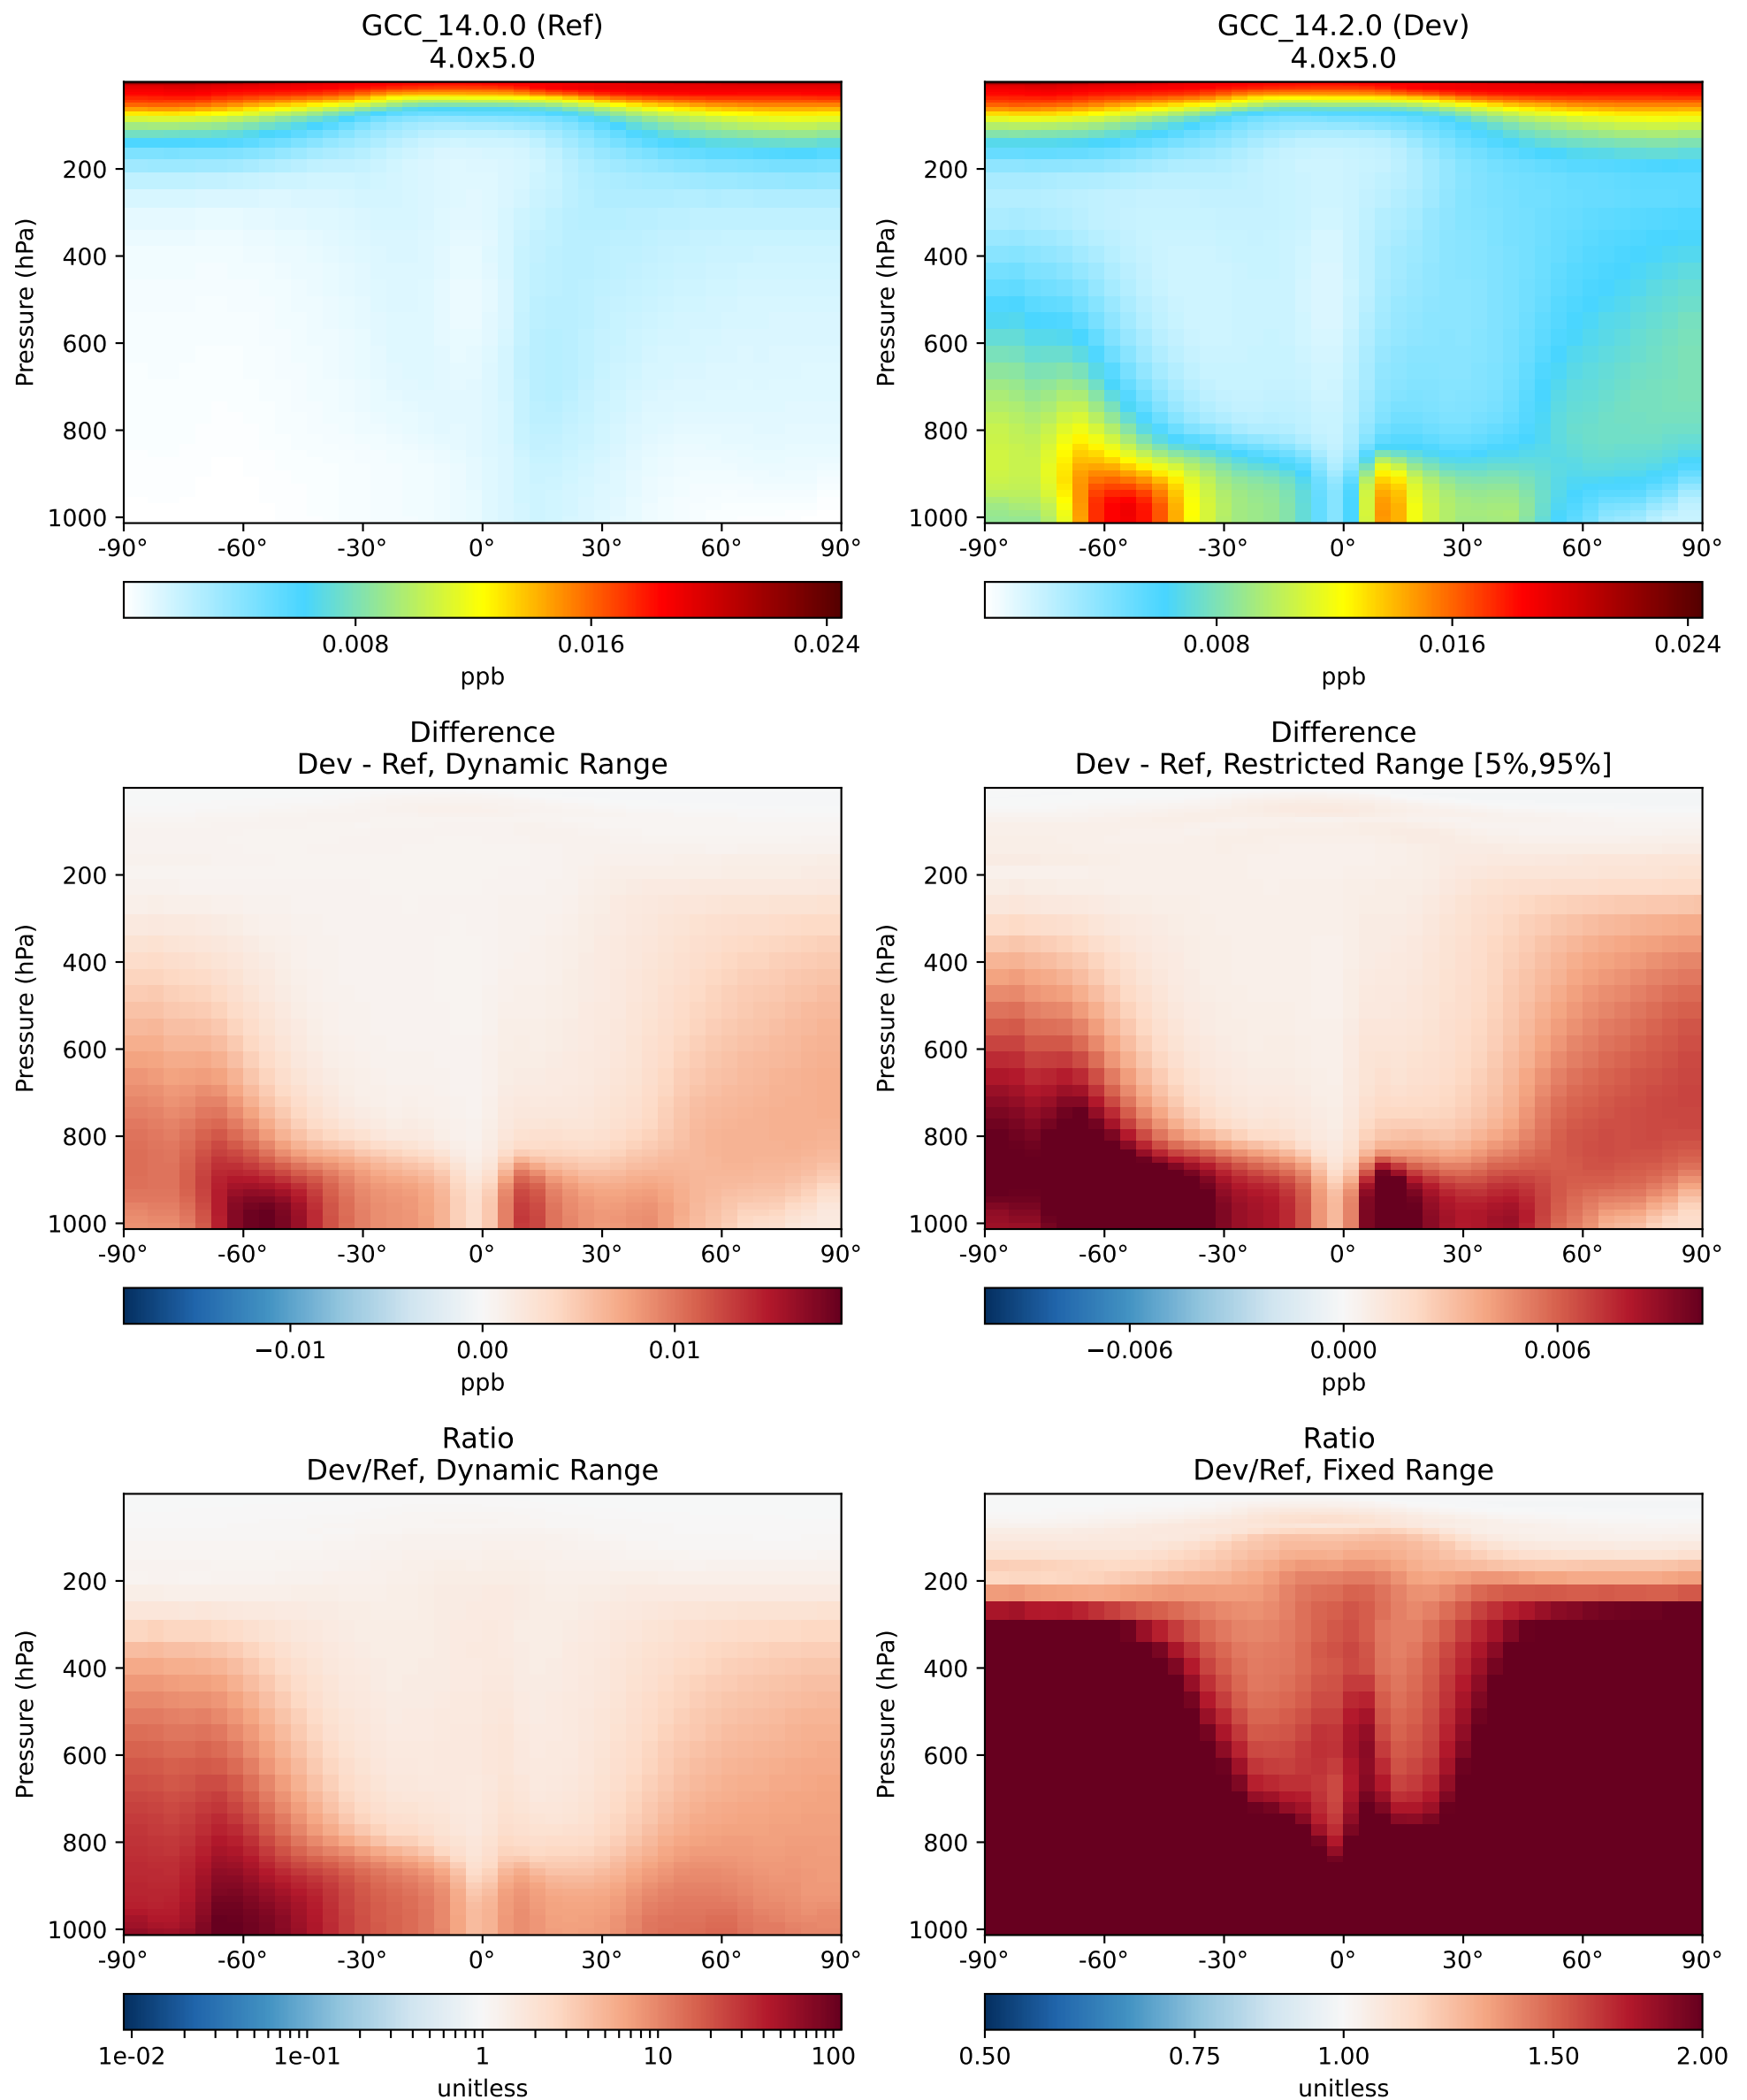 GCC_14.0.0 (Ref)
4.0x5.0
Pressure (hPa)
200
400
600
800
1000
-90° -60° -30° 0° 30° 60° 90°
0.008 0.016 0.024
ppb
GCC_14.2.0 (Dev)
4.0x5.0
Pressure (hPa)
200
400
600
800
1000
-90° -60° -30° 0° 30° 60° 90°
0.008 0.016 0.024
ppb
Difference
Dev - Ref, Dynamic Range
Pressure (hPa)
200
400
600
800
1000
-90° -60° -30° 0° 30° 60° 90°
−0.01 0.00 0.01
ppb
Difference
Dev - Ref, Restricted Range [5%,95%]
Pressure (hPa)
200
400
600
800
1000
-90° -60° -30° 0° 30° 60° 90°
−0.006 0.000 0.006
ppb
Ratio
Dev/Ref, Dynamic Range
Pressure (hPa)
200
400
600
800
1000
-90° -60° -30° 0° 30° 60° 90°
1e-02 1e-01 1 10 100
unitless
Ratio
Dev/Ref, Fixed Range
Pressure (hPa)
200
400
600
800
1000
-90° -60° -30° 0° 30° 60° 90°
0.50 0.75 1.00 1.50 2.00
unitless